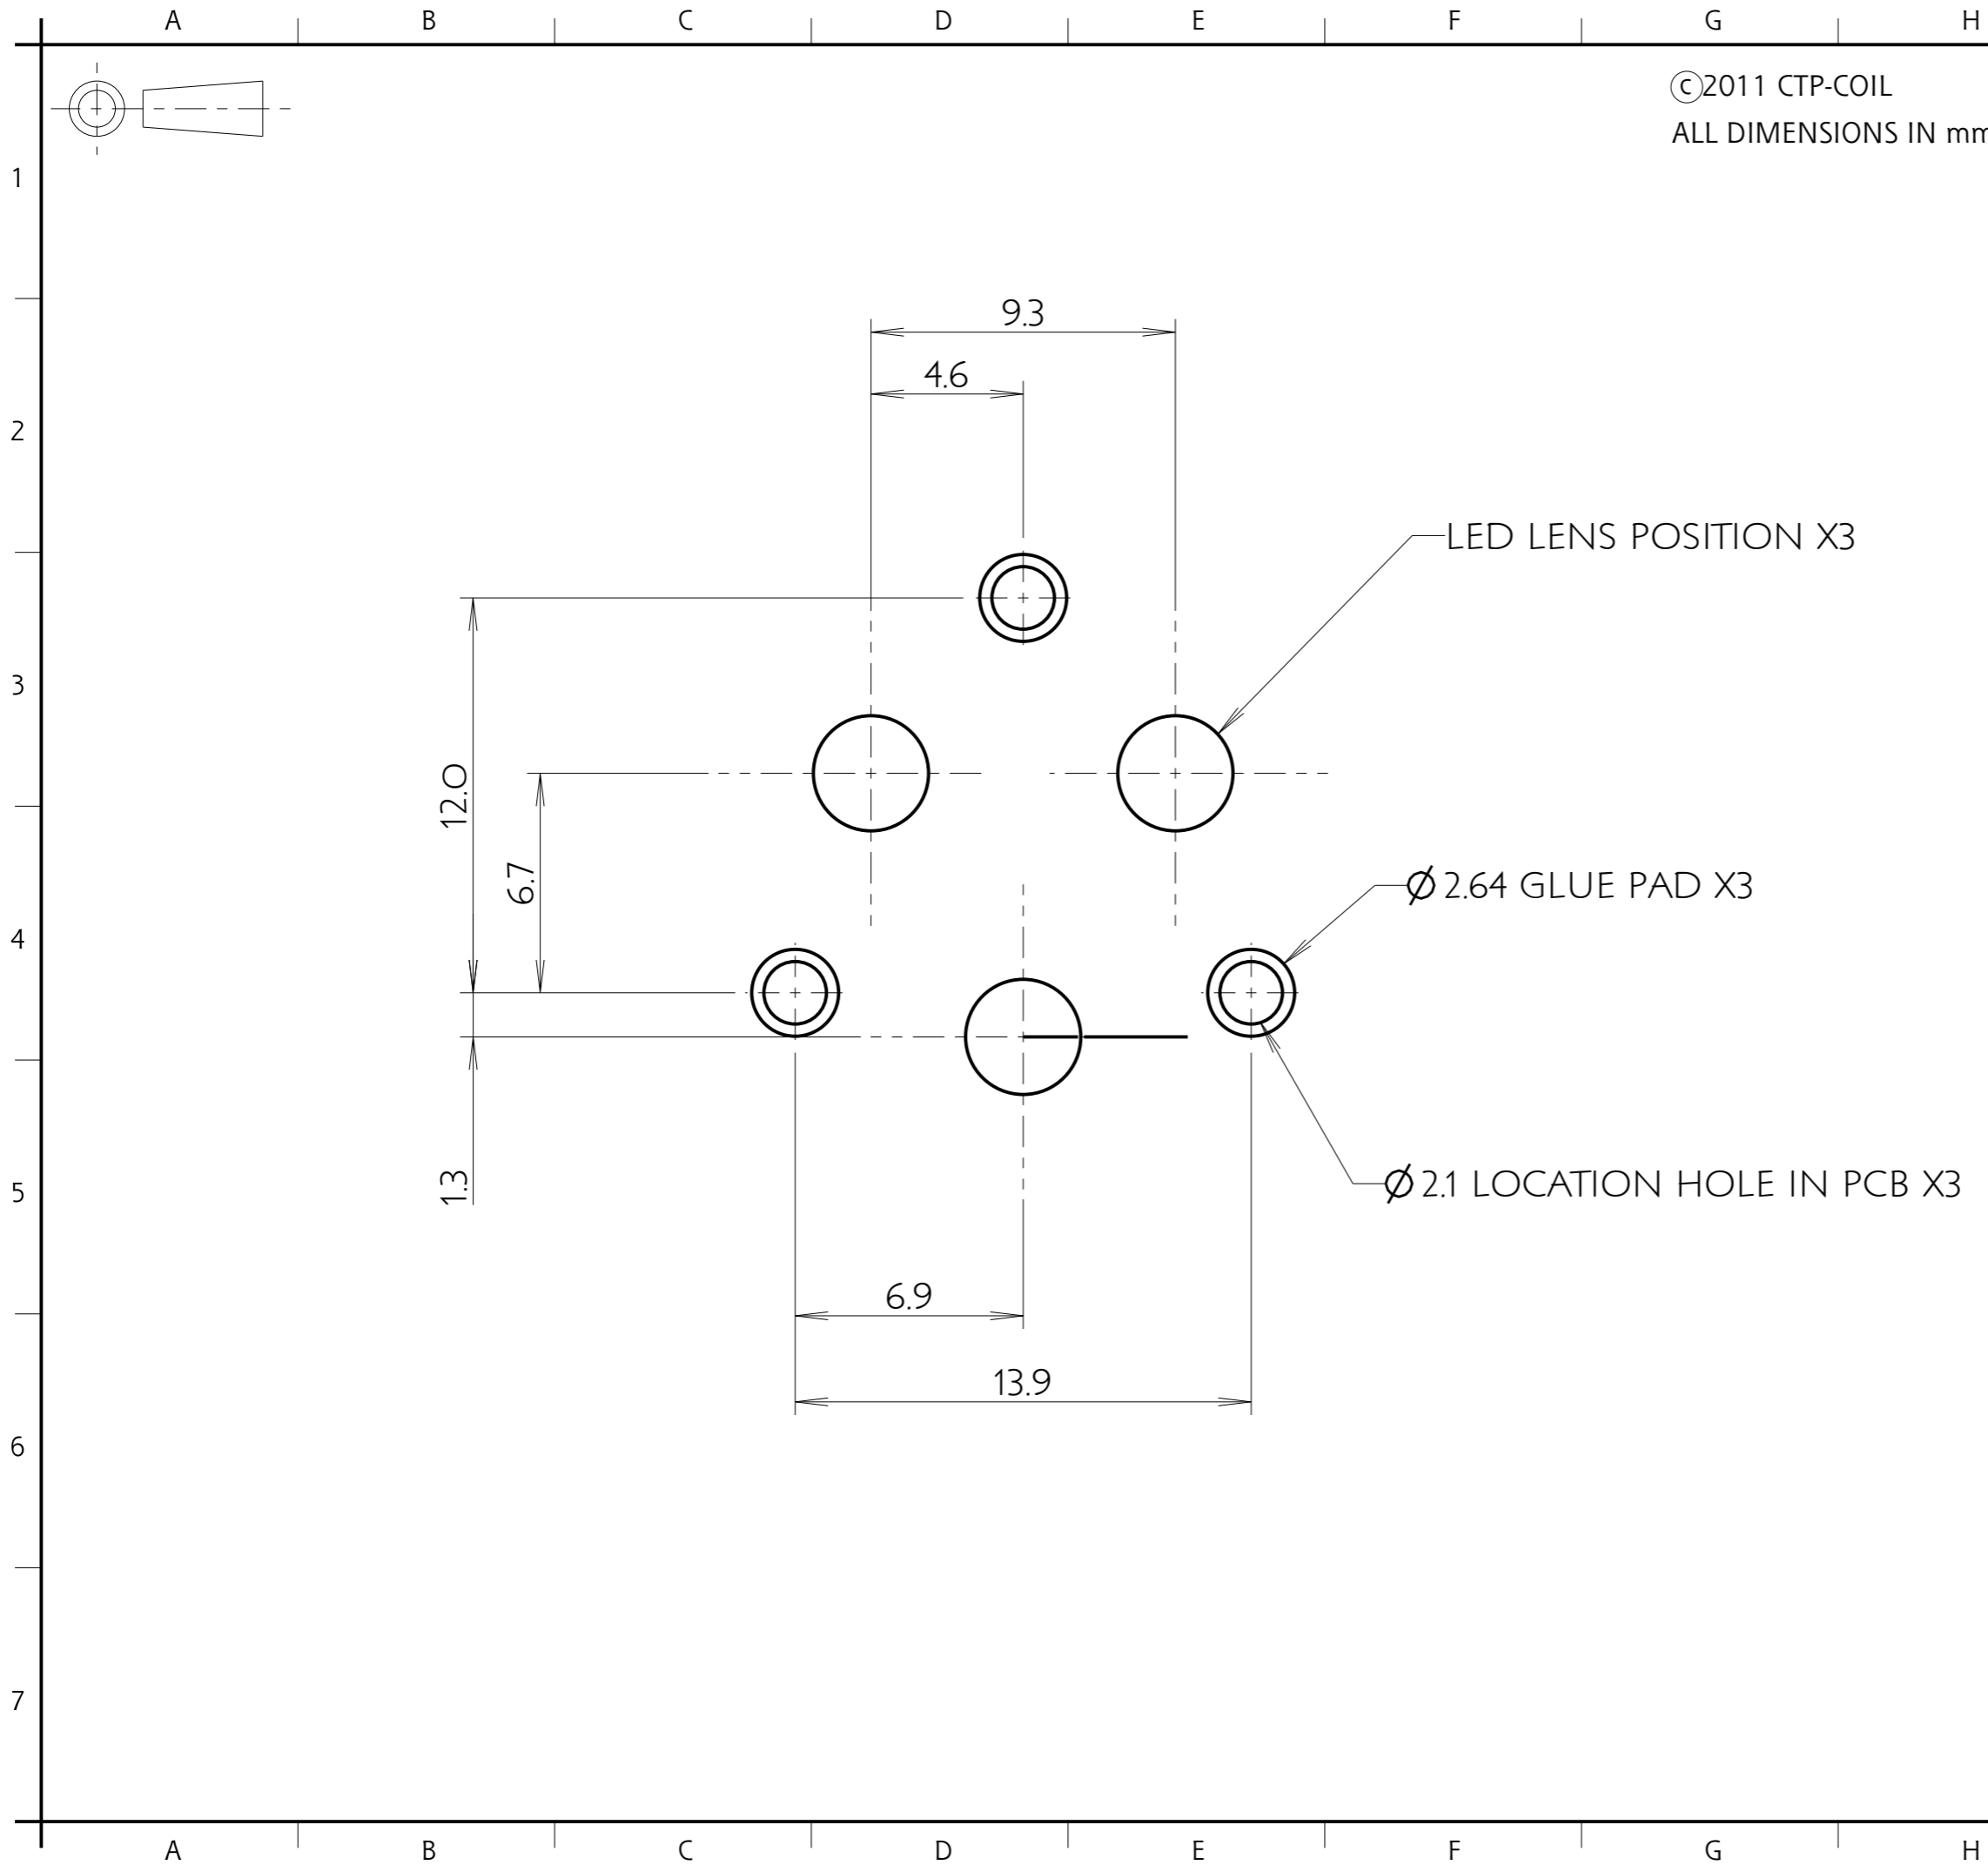 A B C D E F G H
©2011 CTP-COIL
ALL DIMENSIONS IN mm
1
9.3
4.6
2
LED LENS POSITION X3
3
12.0
6.7
Ø 2.64 GLUE PAD X3
4
1.3
Ø 2.1 LOCATION HOLE IN PCB X3
5
6.9
13.9
6
7
A B C D E F G H